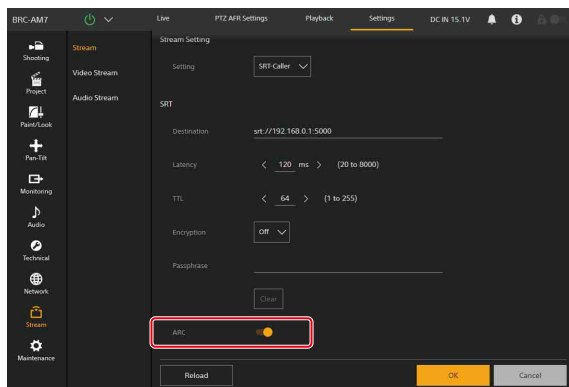 BRC-AM7 Live PTZ AFR Settings Playback Settings DC IN 15.1V
Shooting
Project
Paint/Look
Pan-Tilt
Monitoring
Audio
Technical
Network
Stream
Maintenance
Stream
Video Stream
Audio Stream
Stream Setting
Setting SRT-Caller
SRT
Destination srt://192.168.0.1:5000
Latency < 120 ms > (20 to 8000)
TTL < 64 > (1 to 255)
Encryption Off
Passphrase
Clear
ARC
Reload OK Cancel